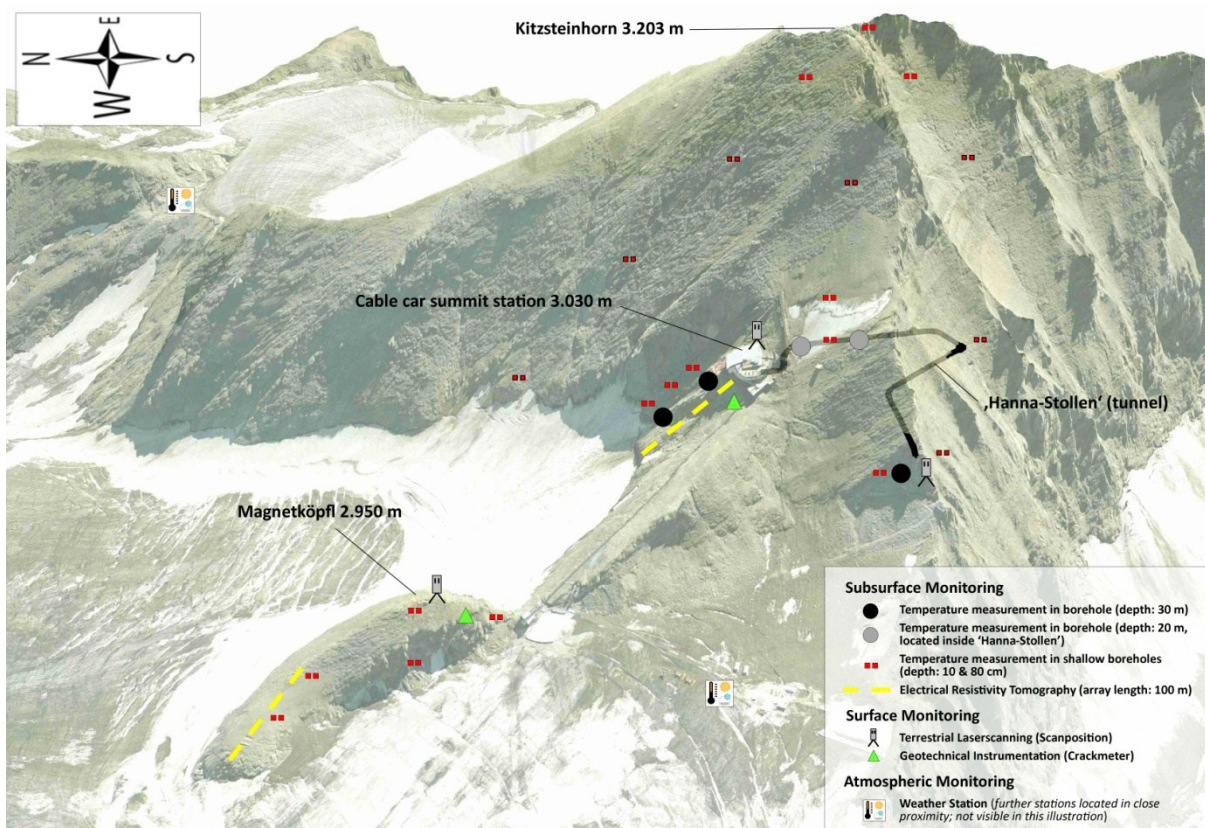 N
E
S
W
Kitzsteinhorn 3.203 m
Cable car summit station 3.030 m
‚Hanna-Stollen‘ (tunnel)
Magnetköpfl 2.950 m
Subsurface Monitoring
Temperature measurement in borehole (depth: 30 m)
Temperature measurement in borehole (depth: 20 m,
located inside ‘Hanna-Stollen’)
Temperature measurement in shallow boreholes
(depth: 10 & 80 cm)
Electrical Resistivity Tomography (array length: 100 m)
Surface Monitoring
Terrestrial Laserscanning (Scanposition)
Geotechnical Instrumentation (Crackmeter)
Atmospheric Monitoring
Weather Station (further stations located in close
proximity; not visible in this illustration)